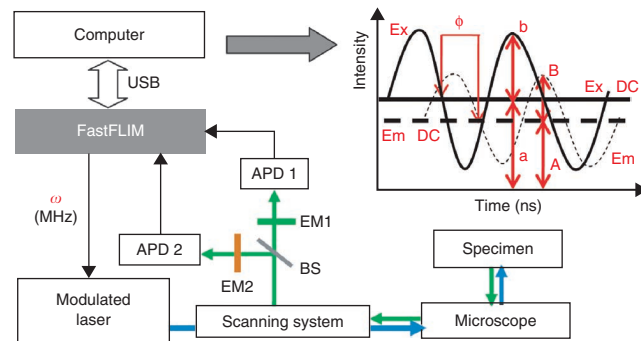 Computer
USB
FastFLIM
ω
(MHz)
APD 1
EM1
APD 2
BS
EM2
Modulated
laser
Scanning system
Microscope
Specimen
Intensity
Ex
ϕ
b
B
Ex
DC
Em
DC
a
A
Em
Time (ns)